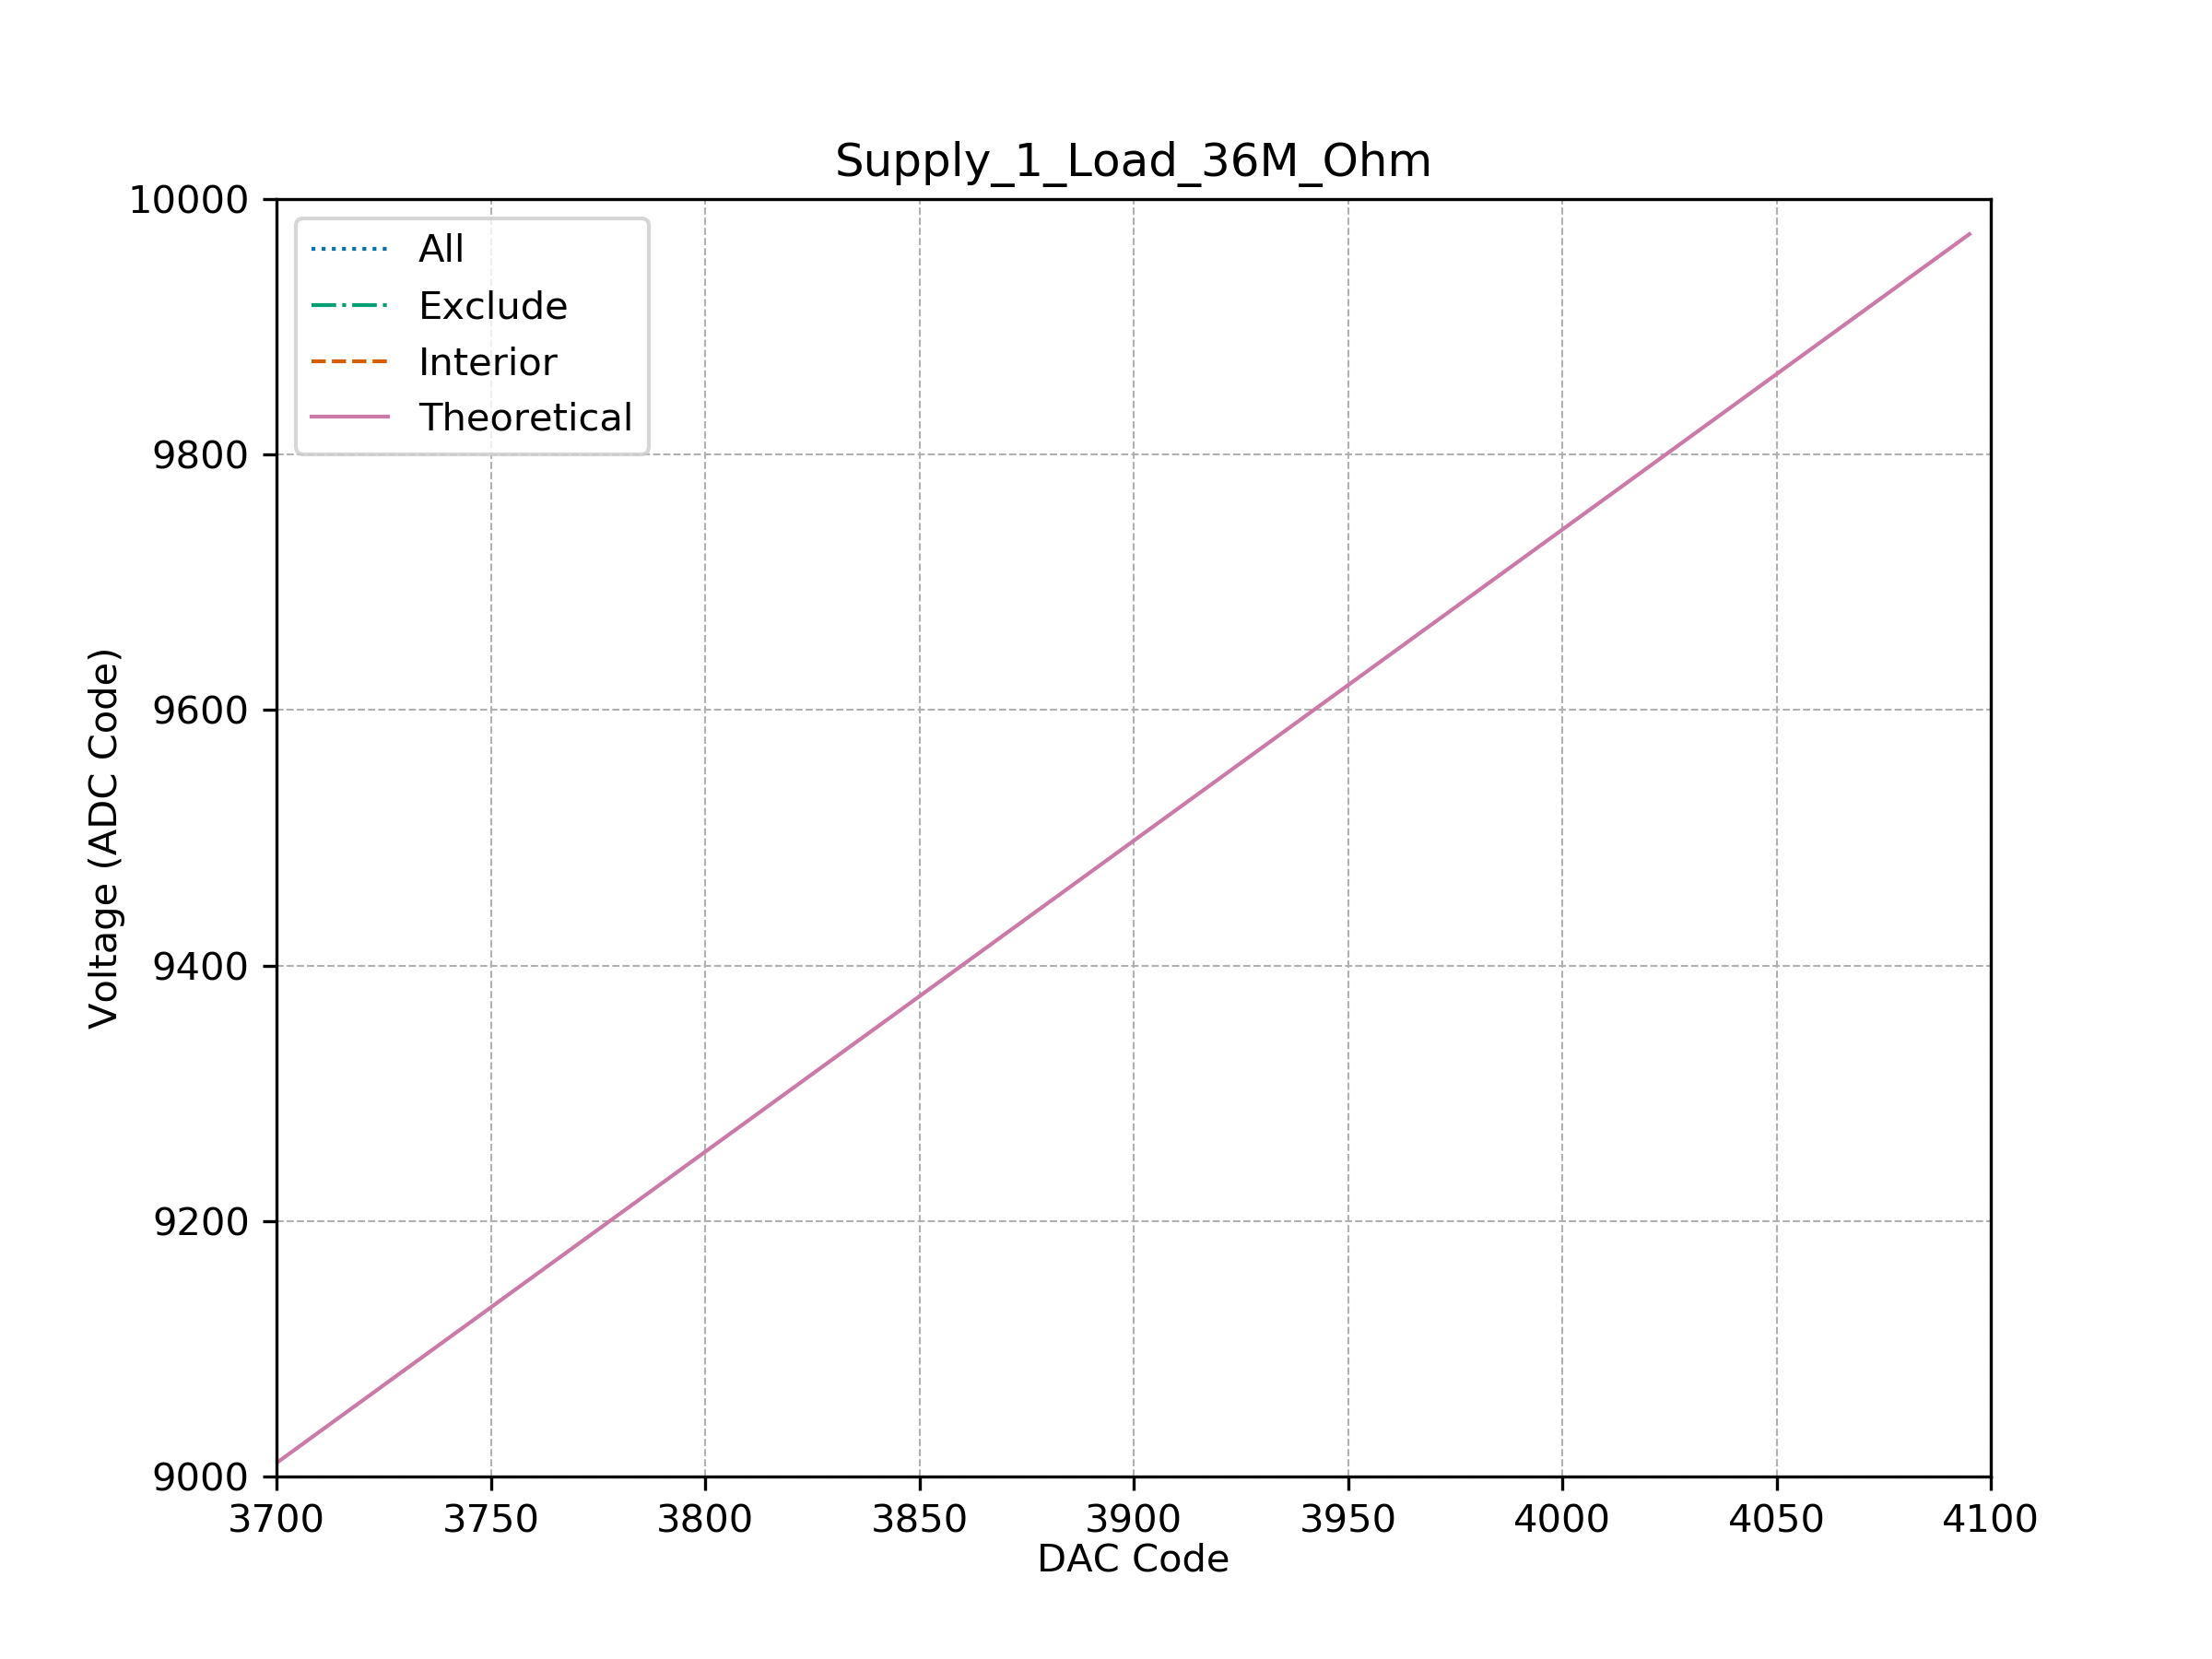 Supply_1_Load_36M_Ohm
10000
9800
9600
9400
9200
9000
Voltage (ADC Code)
All
Exclude
Interior
Theoretical
3700 3750 3800 3850 3900 3950 4000 4050 4100
DAC Code